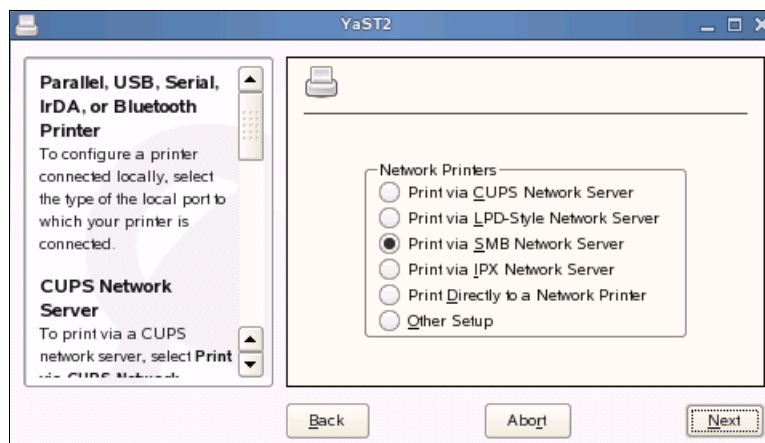 YaST2
Parallel, USB, Serial,
IrDA, or Bluetooth
Printer
To configure a printer
connected locally, select
the type of the local port to
which your printer is
connected.
CUPS Network
Server
To print via a CUPS
network server, select Print
via CUPS Network
Network Printers
Print via CUPS Network Server
Print via LPD-Style Network Server
Print via SMB Network Server
Print via IPX Network Server
Print Directly to a Network Printer
Other Setup
Back
Abort
Next